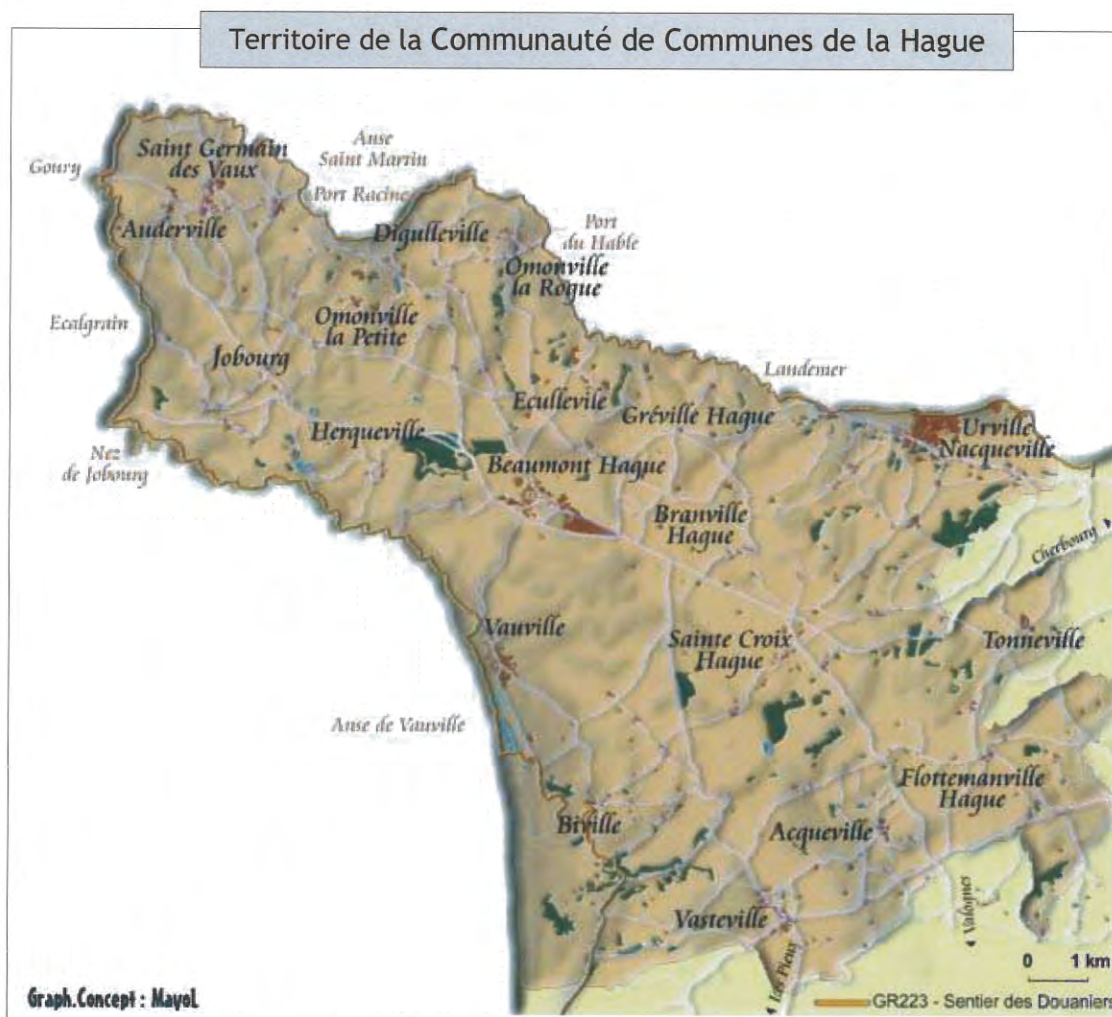 Territoire de la Communauté de Communes de la Hague
Anse
Saint Martin
Saint Germain
des Vaux
Goury
Port Racine
Auderville
Digulleville
Port
du Hable
Omonville
la Rogue
Ecalgrain
Omonville
la Petite
Jobourg
Landemer
Ecullevile
Gréville Hague
Herqueville
Urville
Nacqueville
Nez
de Jobourg
Beaumont Hague
Branville
Hague
Cherbourg
Vauville
Sainte Croix
Hague
Tonneville
Anse de Vauville
Flottemanville
Hague
Biville
Acqueville
Vasteville
Valognes
Les Pieux
0 1 km
Graph.Concept : Mayol
GR223 - Sentier des Douaniers